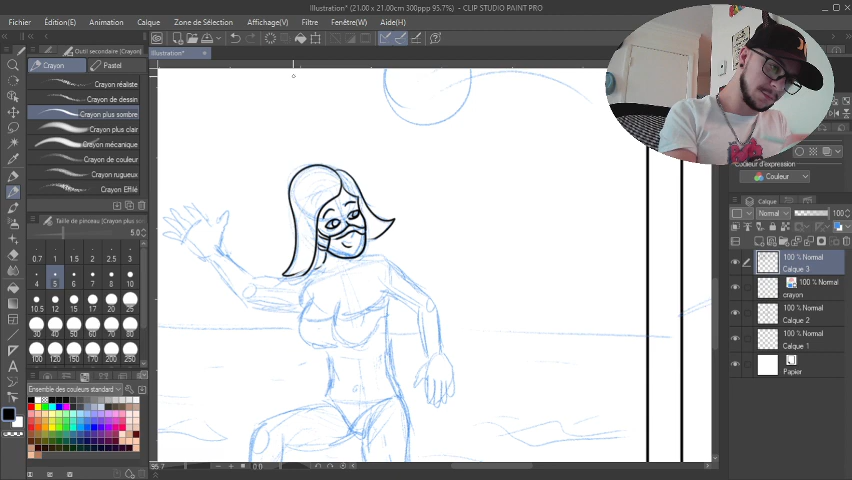 Illustration* (21.00 x 21.00cm 300ppp 95.7%) - CLIP STUDIO PAINT PRO
Fichier Édition(E) Animation Calque Zone de Sélection Affichage(V) Filtre Fenêtre(W) Aide(H)
Outil secondaire (Crayon)
Illustration*
Crayon Pastel
Crayon réaliste
Crayon de dessin
Crayon plus sombre
Crayon plus clair
Crayon mécanique
Crayon de couleur
Crayon rugueux
Crayon Effilé
Taille de pinceau [Crayon plus so
5.0
0.7 1 2 2.5 3
4 5 6 7 8 10
10 12 15 17 20 25
30 40 50 60 70 80
100 120 150 170 200 250
Ensemble des couleurs standard
95.7 0.0
Couleur d'expression
Couleur
Calque
Normal 100
100 % Normal
Calque 3
100 % Normal
crayon
100 % Normal
Calque 2
100 % Normal
Calque 1
Papier